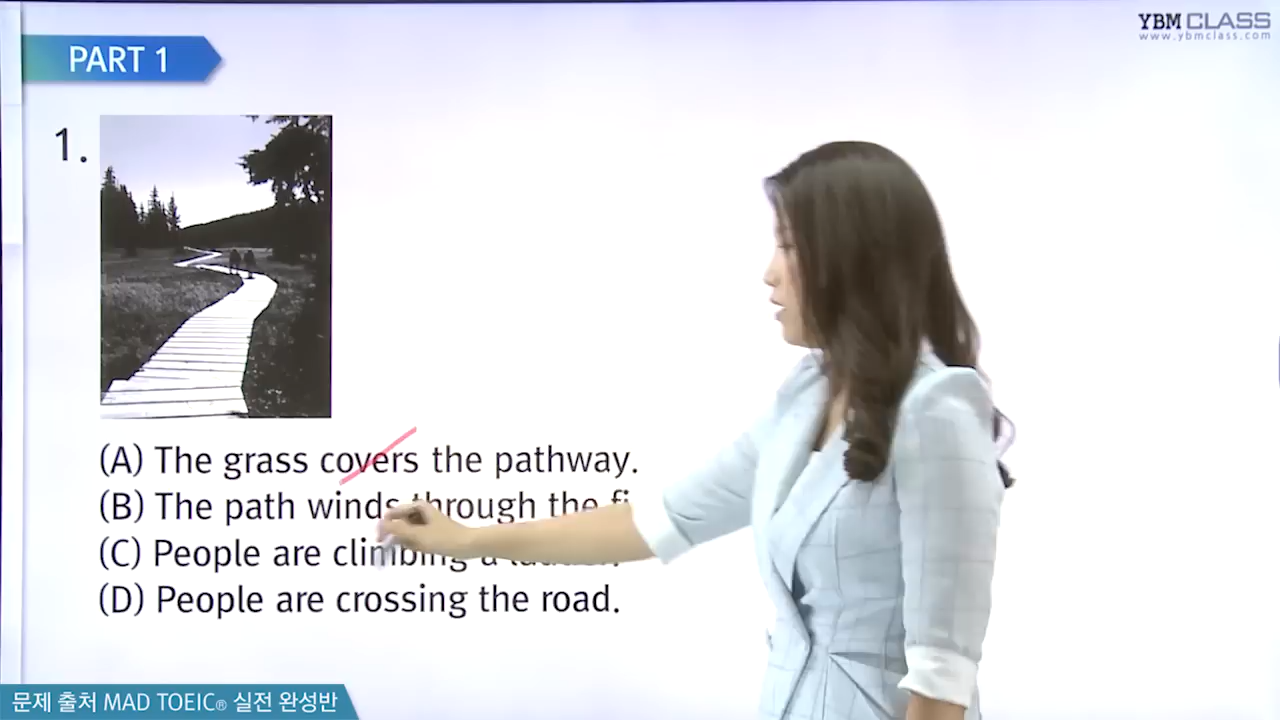 YBM CLASS
www.ybmclass.com
PART 1
1.
(A) The grass covers the pathway.
(B) The path winds through the
(C) People are climbing a
(D) People are crossing the road.
문제 출처 MAD TOEIC® 실전 완성반